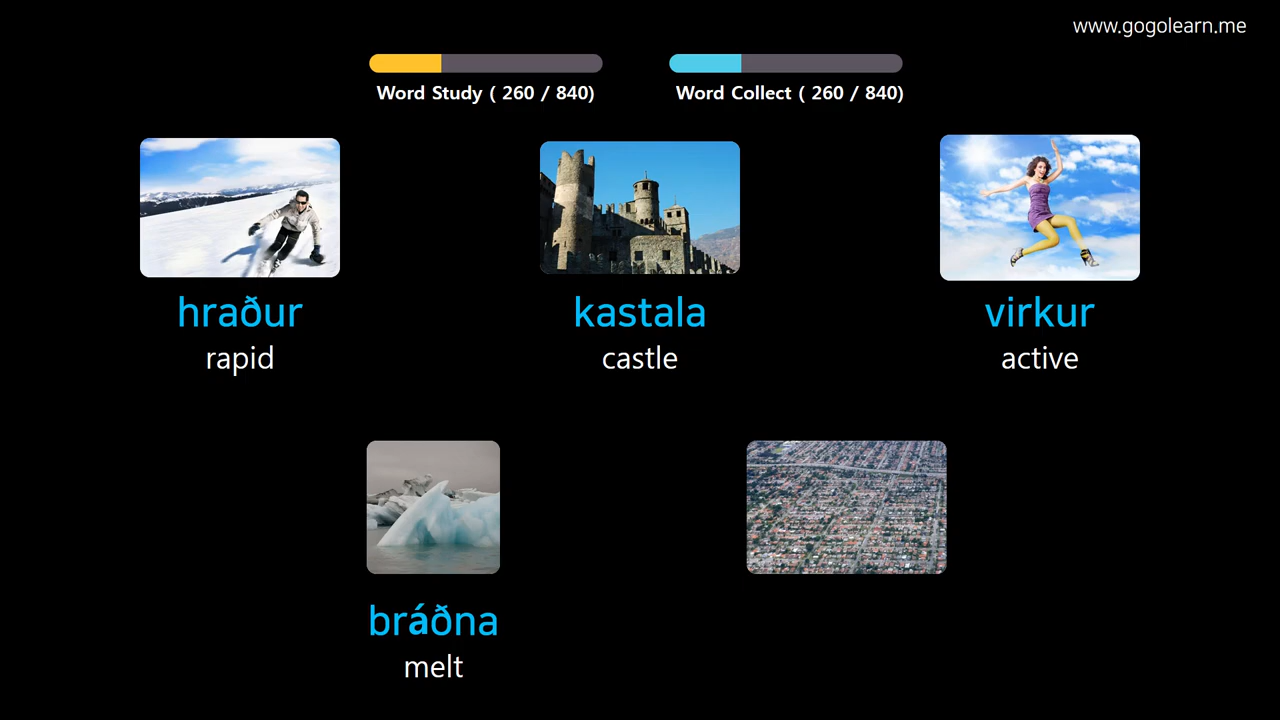 www.gogolearn.me
Word Study ( 260 / 840)
Word Collect ( 260 / 840)
hraður
kastala
virkur
rapid
castle
active
bráðna
melt